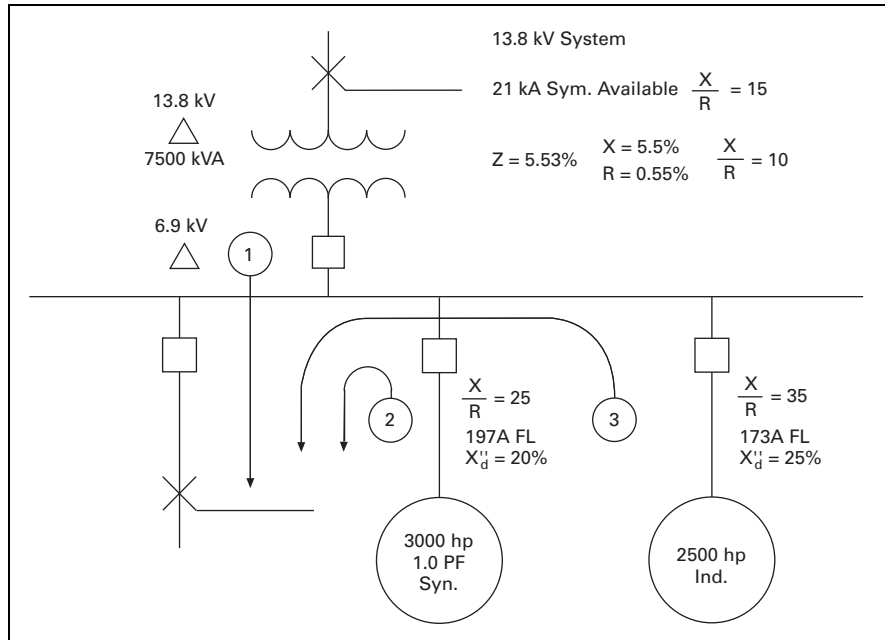 13.8 kV System
21 kA Sym. Available X/R = 15
13.8 kV
7500 kVA
Z = 5.53%
X = 5.5%
R = 0.55%
X/R = 10
6.9 kV
1
2
X/R = 25
197A FL
X''d = 20%
3
X/R = 35
173A FL
X''d = 25%
3000 hp
1.0 PF
Syn.
2500 hp
Ind.